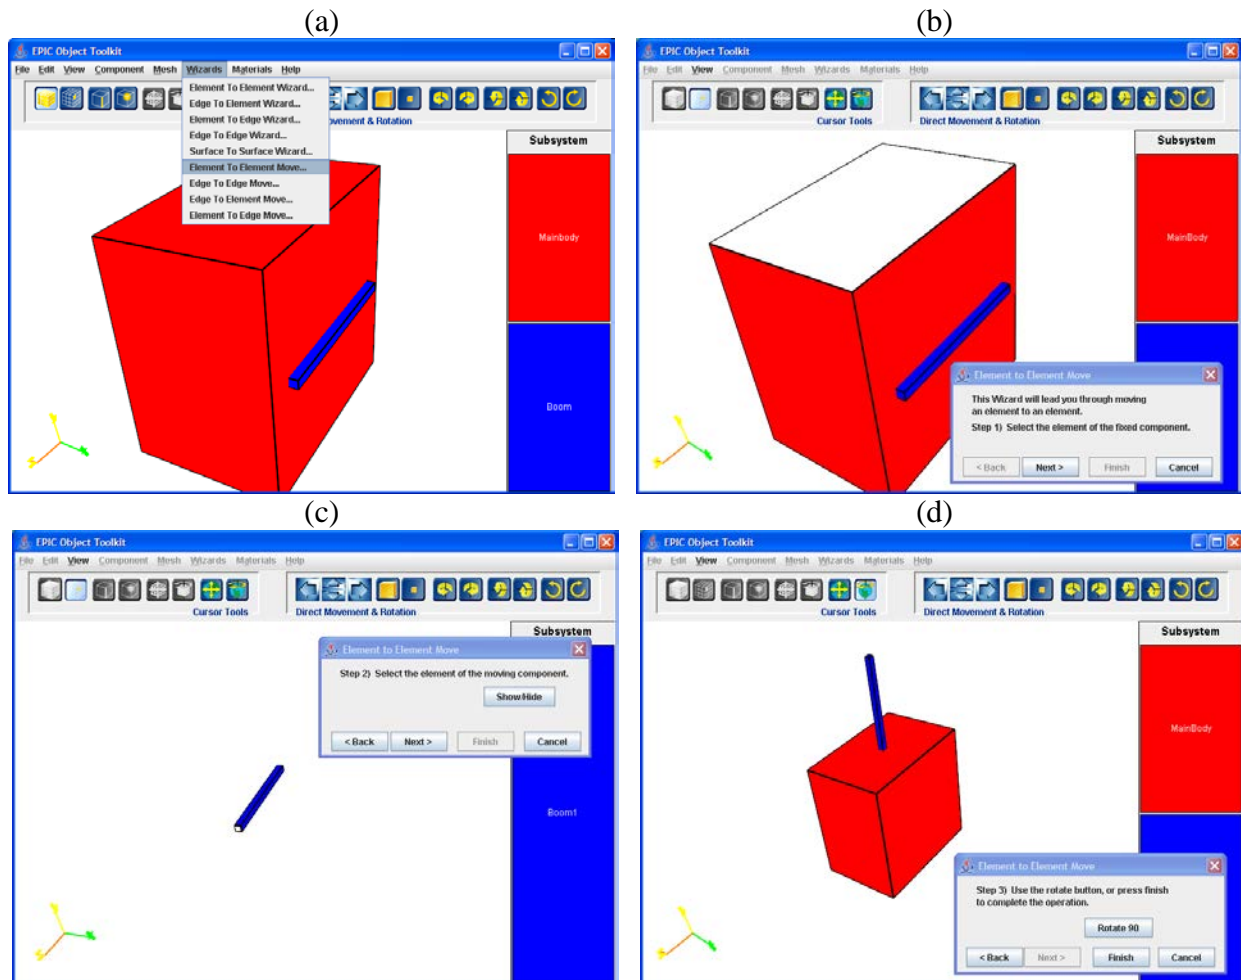 (a)
EPIC Object Toolkit
File Edit View Component Mesh Wizards Materials Help
Element To Element Wizard...
Edge To Element Wizard...
Element To Edge Wizard...
Edge To Edge Wizard...
Surface To Surface Wizard...
Element To Element Move...
Edge To Edge Move...
Edge To Element Move...
Element To Edge Move...
ovement & Rotation
Subsystem
Mainbody
Boom
(b)
EPIC Object Toolkit
File Edit View Component Mesh Wizards Materials Help
Cursor Tools
Direct Movement & Rotation
Subsystem
MainBody
Element to Element Move
This Wizard will lead you through moving
an element to an element.
Step 1) Select the element of the fixed component.
< Back Next > Finish Cancel
(c)
EPIC Object Toolkit
File Edit View Component Mesh Wizards Materials Help
Cursor Tools
Direct Movement & Rotation
Subsystem
Element to Element Move
Step 2) Select the element of the moving component.
Show/Hide
< Back Next > Finish Cancel
Boom1
(d)
EPIC Object Toolkit
File Edit View Component Mesh Wizards Materials Help
Cursor Tools
Direct Movement & Rotation
Subsystem
MainBody
Element to Element Move
Step 3) Use the rotate button, or press finish
to complete the operation.
Rotate 90
< Back Next > Finish Cancel